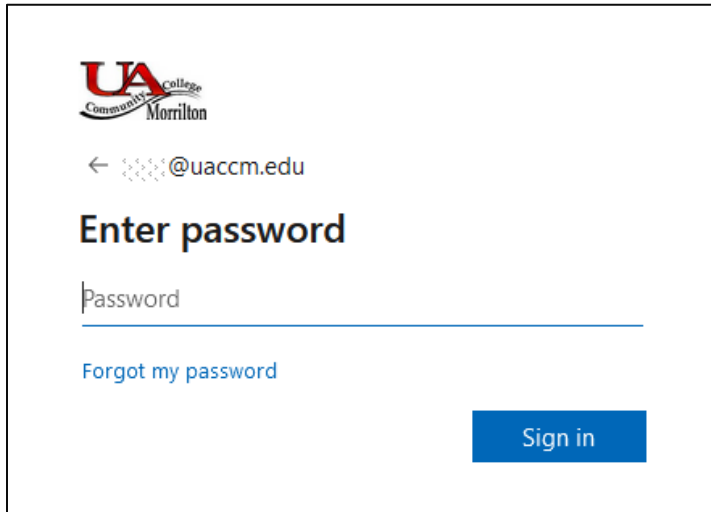 UA
College
Community
Morrilton
← @uaccm.edu
Enter password
Password
Forgot my password
Sign in